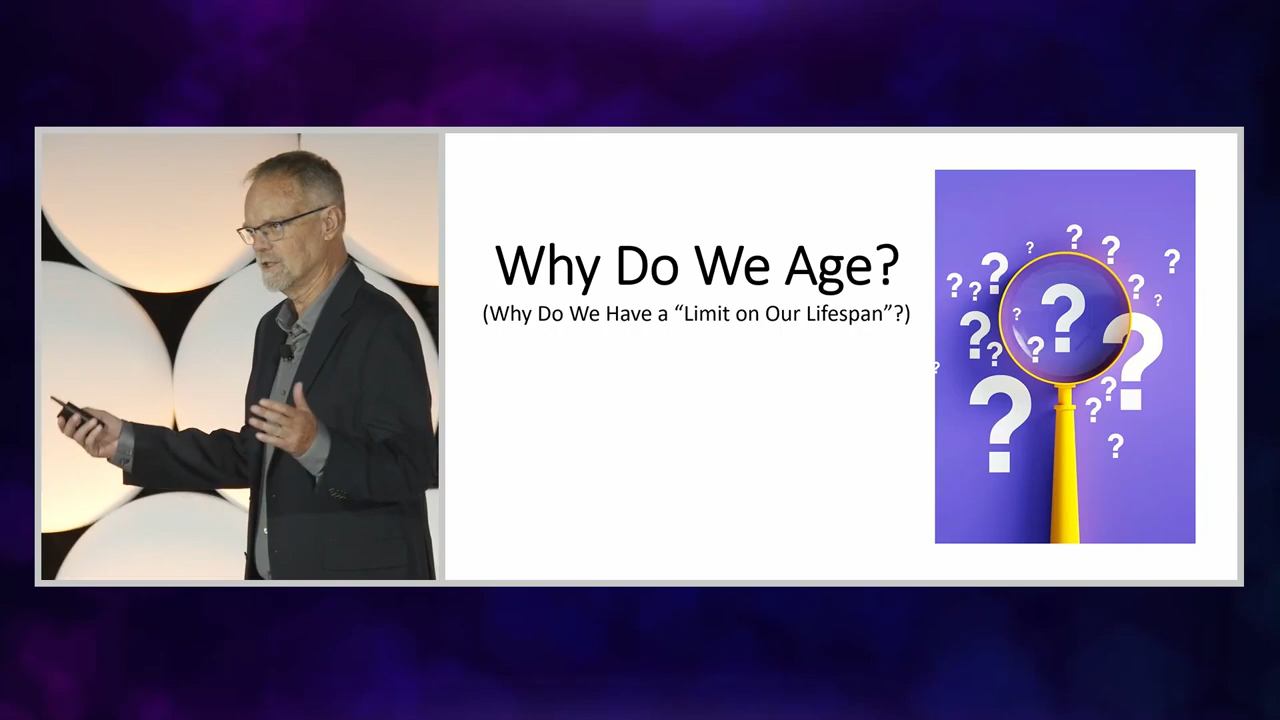 Why Do We Age?
(Why Do We Have a “Limit on Our Lifespan”?)
? ? ? ? ? ? ? ? ? ? ? ? ? ? ? ? ? ? ? ?